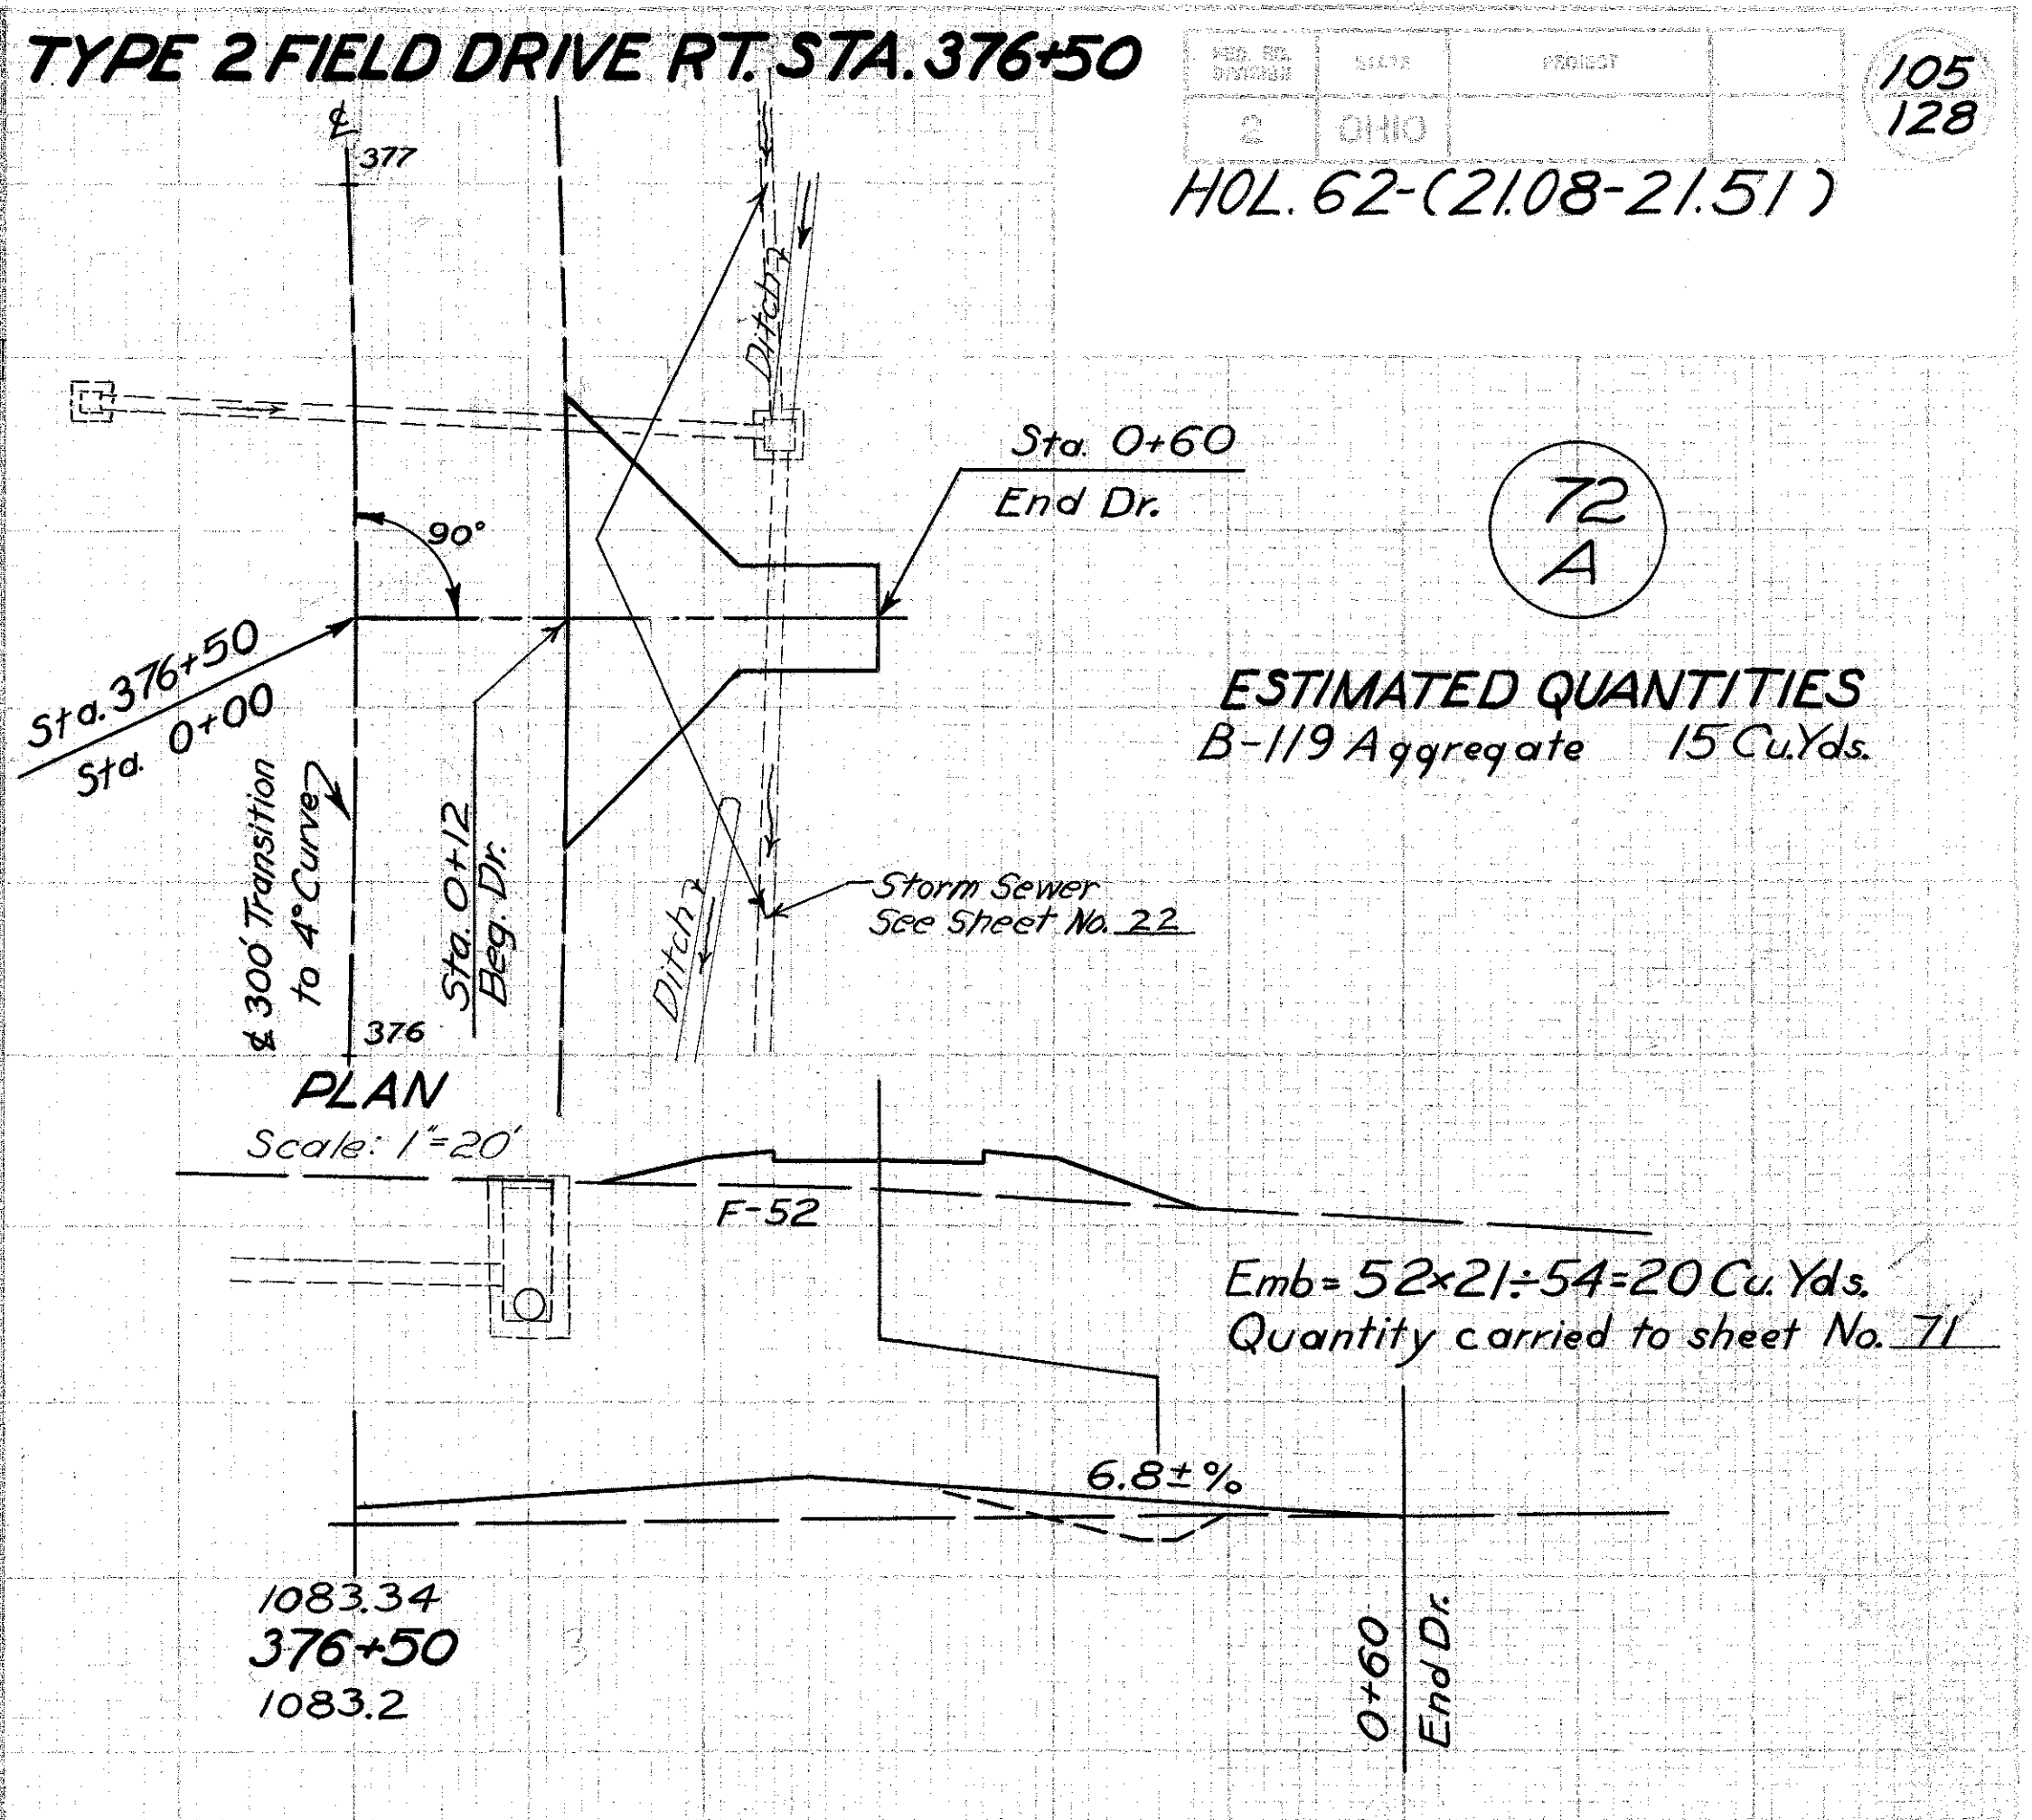 TYPE 2 FIELD DRIVE RT. STA. 376+50
2 OHIO
105
128
HOL. 62-(21.08-21.51)
℄
377
Ditch
90°
Sta. 0+60
End Dr.
72
A
Sta. 376+50
Sta. 0+00
ESTIMATED QUANTITIES
B-119 Aggregate 15 Cu.Yds.
℄ 300' Transition
to 4° Curve
Sta. 0+12
Beg. Dr.
Ditch
Storm Sewer
See Sheet No. 22
376
PLAN
Scale: 1"=20'
F-52
Emb = 52×21÷54=20 Cu. Yds.
Quantity carried to sheet No. 71
6.8±%
1083.34
376+50
1083.2
0+60
End Dr.